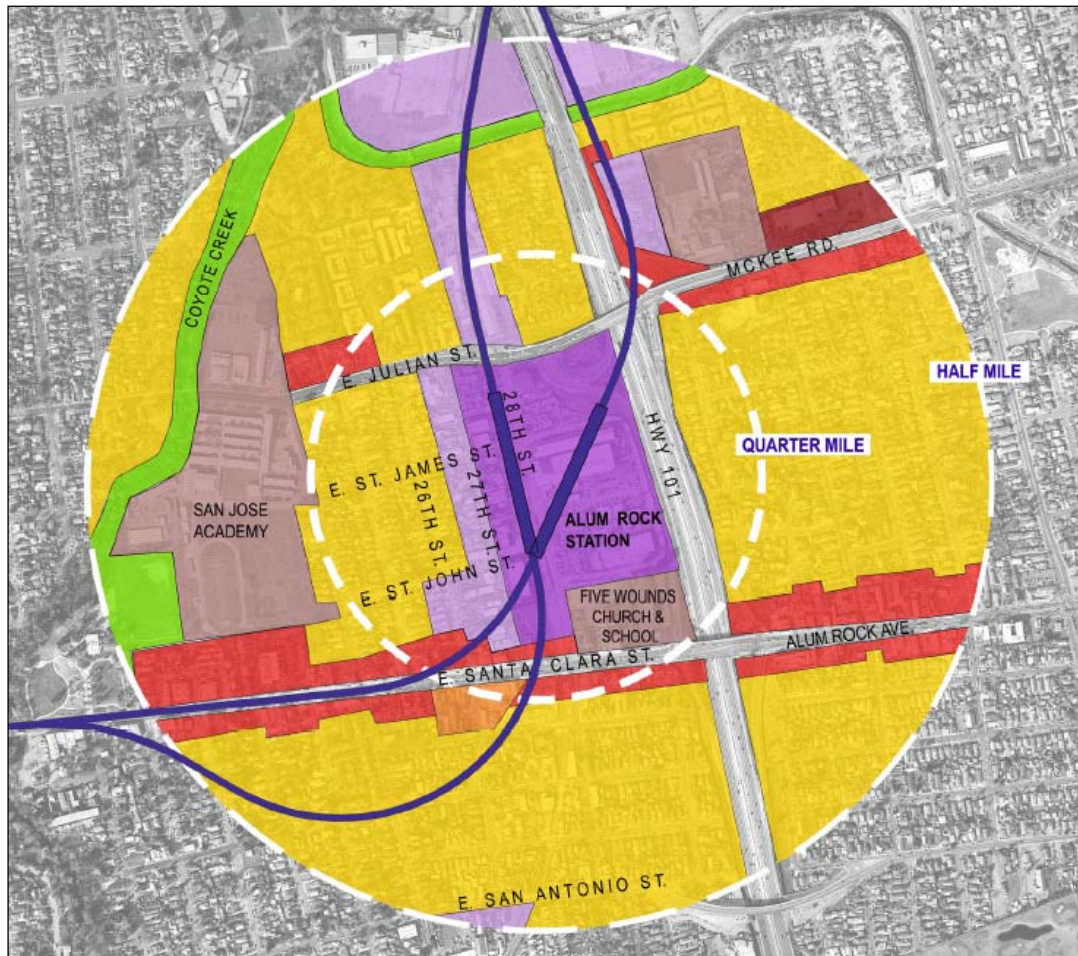 COYOTE CREEK
MCKEE RD.
E. JULIAN ST.
HALF MILE
28TH ST.
HWY 101
QUARTER MILE
E. ST. JAMES ST.
27TH ST.
26TH ST.
SAN JOSE
ACADEMY
ALUM ROCK
STATION
E. ST. JOHN ST.
FIVE WOUNDS
CHURCH &
SCHOOL
ALUM ROCK AVE.
E. SANTA CLARA ST.
E. SAN ANTONIO ST.